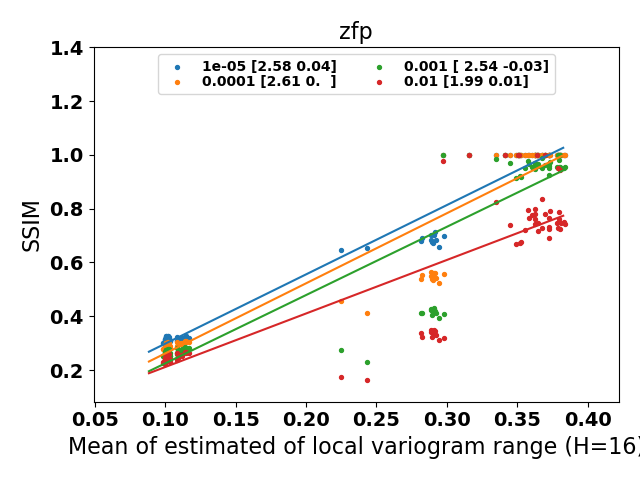 zfp
1e-05 [2.58 0.04]
0.0001 [2.61 0.  ]
0.001 [ 2.54 -0.03]
0.01 [1.99 0.01]
SSIM
1.4
1.2
1.0
0.8
0.6
0.4
0.2
0.05 0.10 0.15 0.20 0.25 0.30 0.35 0.40
Mean of estimated of local variogram range (H=16)